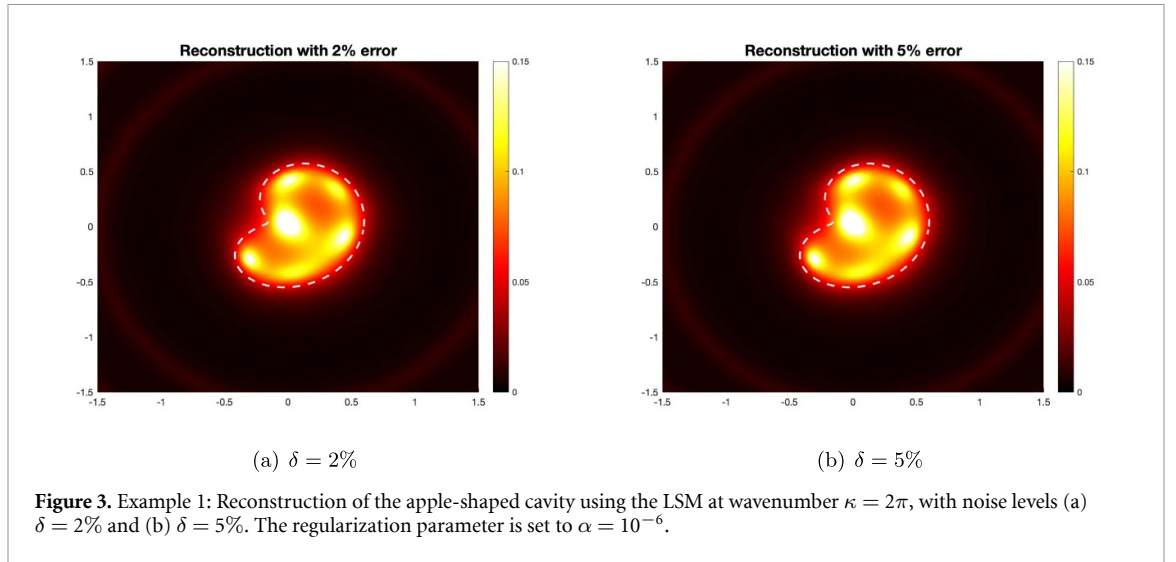 Reconstruction with 2% error
1.5
1
0.5
0
-0.5
-1
-1.5
-1.5 -1 -0.5 0 0.5 1 1.5
0.15
0.1
0.05
0
(a) δ = 2%
Reconstruction with 5% error
1.5
1
0.5
0
-0.5
-1
-1.5
-1.5 -1 -0.5 0 0.5 1 1.5
0.15
0.1
0.05
0
(b) δ = 5%
Figure 3. Example 1: Reconstruction of the apple-shaped cavity using the LSM at wavenumber κ = 2π, with noise levels (a)
δ = 2% and (b) δ = 5%. The regularization parameter is set to α = 10⁻⁶.